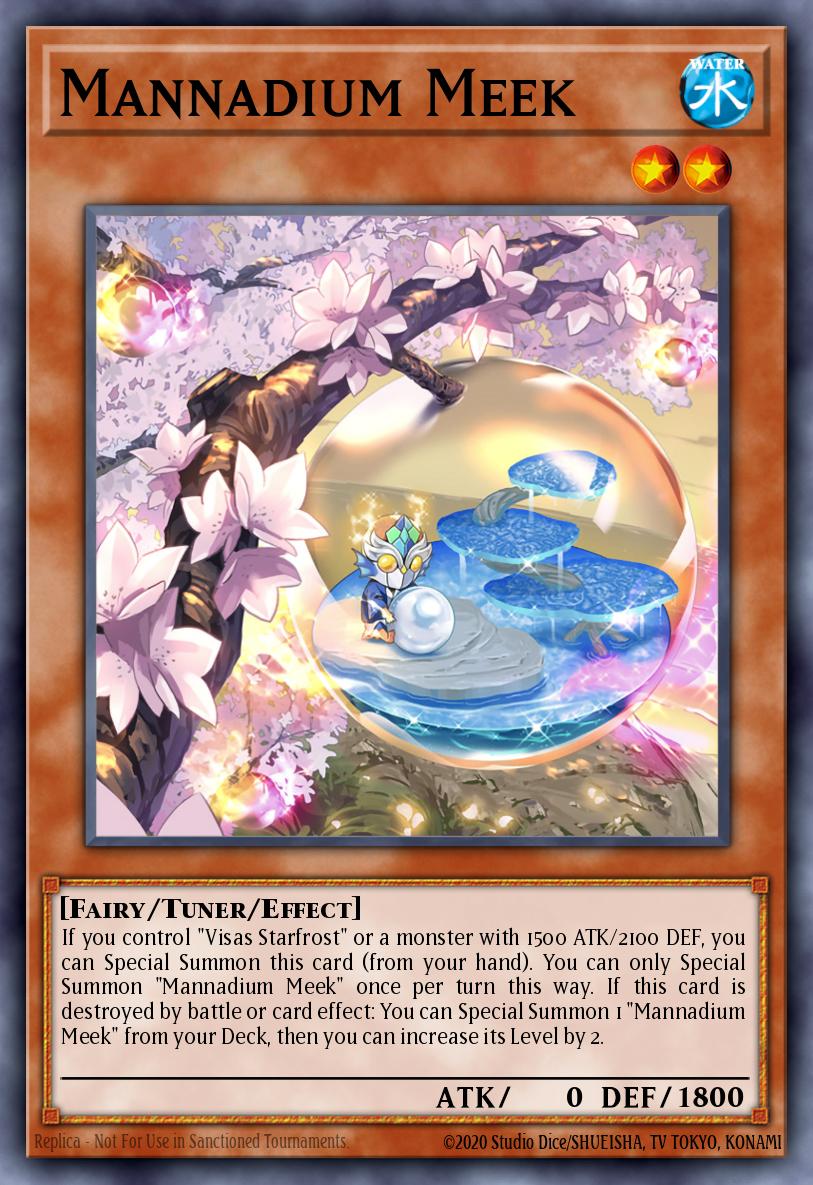 Mannadium Meek
WATER
水
[Fairy/Tuner/Effect]
If you control "Visas Starfrost" or a monster with 1500 ATK/2100 DEF, you
can Special Summon this card (from your hand). You can only Special
Summon "Mannadium Meek" once per turn this way. If this card is
destroyed by battle or card effect: You can Special Summon 1 "Mannadium
Meek" from your Deck, then you can increase its Level by 2.
ATK/ 0 DEF/1800
Replica - Not For Use in Sanctioned Tournaments.
©2020 Studio Dice/SHUEISHA, TV TOKYO, KONAMI